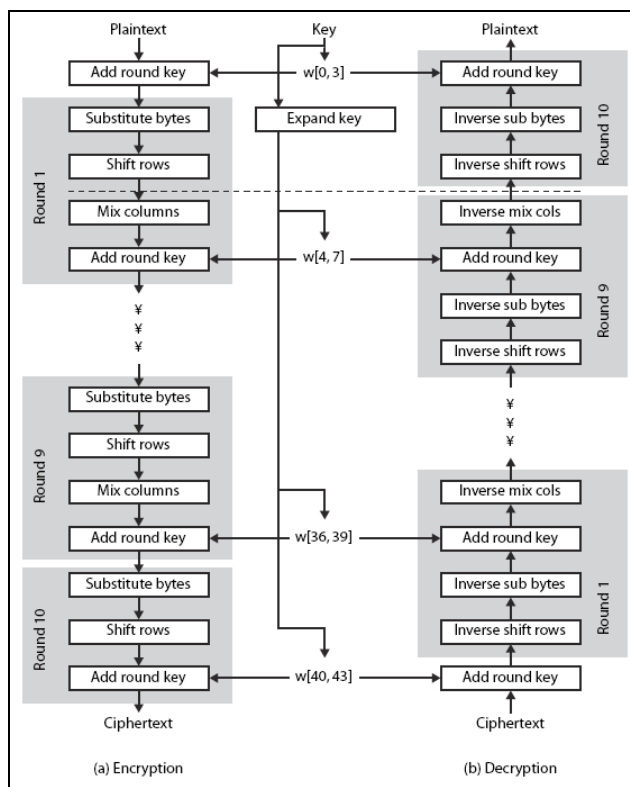 Plaintext
Add round key
Round 1
Substitute bytes
Shift rows
Mix columns
Add round key
¥
¥
¥
Round 9
Substitute bytes
Shift rows
Mix columns
Add round key
Round 10
Substitute bytes
Shift rows
Add round key
Ciphertext
(a) Encryption
Key
w[0, 3]
Expand key
w[4, 7]
w[36, 39]
w[40, 43]
Plaintext
Add round key
Inverse sub bytes
Inverse shift rows
Round 10
Inverse mix cols
Add round key
Inverse sub bytes
Inverse shift rows
Round 9
¥
¥
¥
Inverse mix cols
Add round key
Inverse sub bytes
Inverse shift rows
Round 1
Add round key
Ciphertext
(b) Decryption